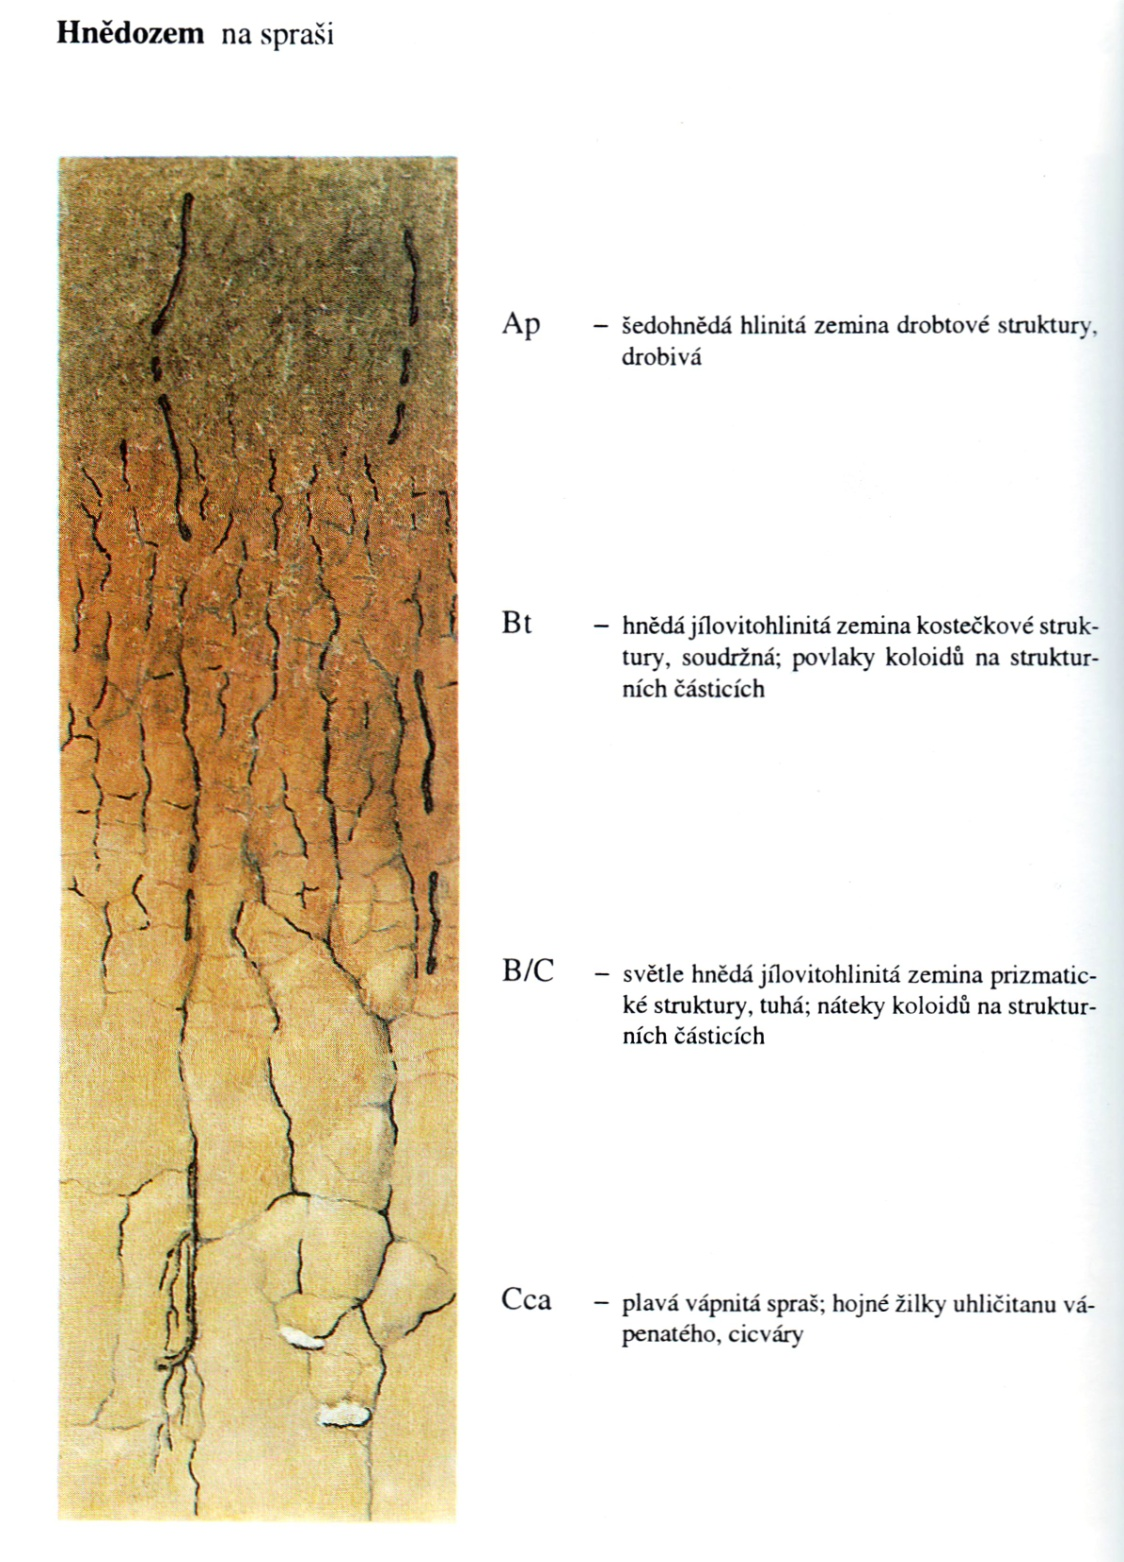 Hnědozem na spraši
Ap – šedohnědá hlinitá zemina drobtové struktury,
drobivá
Bt – hnědá jílovitohlinitá zemina kostečkové struk-
tury, soudržná; povlaky koloidů na struktur-
ních částicích
B/C – světle hnědá jílovitohlinitá zemina prizmatic-
ké struktury, tuhá; náteky koloidů na struktur-
ních částicích
Cca – plavá vápnitá spraš; hojné žilky uhličitanu vá-
penatého, cicváry